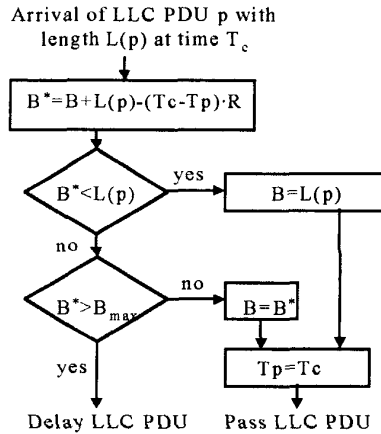 Arrival of LLC PDU p with
length L(p) at time Tc
B*=B+L(p)-(Tc-Tp)·R
B*<L(p)
yes
B=L(p)
no
B*>Bmax
no
B=B*
yes
Tp=Tc
Delay LLC PDU
Pass LLC PDU